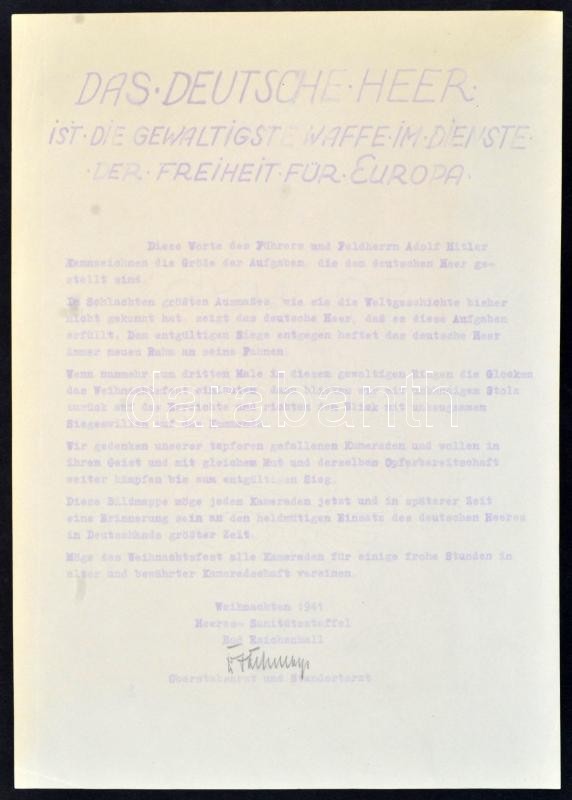 DAS·DEUTSCHE·HEER·
IST·DIE GEWALTIGSTE WAFFE·IM·DIENSTE·
·DER·FREIHEIT·FÜR·EUROPA·
Diese Worte des Führers und Feldherrn Adolf Hitler
kennzeichnen die Größe der Aufgaben, die dem deutschen Heer ge-
stellt sind.
In Schlachten größten Ausmaßes, wie sie die Weltgeschichte bisher
nicht gekannt hat, zeigt das deutsche Heer, daß es diese Aufgaben
erfüllt. Dem entgültigen Siege entgegen heftet das deutsche Heer
immer neuen Ruhm an seine Fahnen.
Wenn nunmehr zum dritten Male in diesem gewaltigen Ringen die Glocken
das Weihnachtsfest einläuten, dann blicken wir mit Stolz
zurück auf das und richten den Blick mit
Siegeswillen auf das
Wir gedenken unserer tapferen gefallenen Kameraden und wollen in
ihrem Geist und mit gleichem Mut und derselben Opferbereitschaft
weiter kämpfen bis zum entgültigen Sieg.
Diese Bildmappe möge jedem Kameraden jetzt und in späterer Zeit
eine Erinnerung sein an den heldmütigen Einsatz des deutschen Heeres
in Deutschlands größter Zeit.
Möge das Weihnachtsfest alle Kameraden für einige frohe Stunden in
alter und bewährter Kameradschaft vereinen.
Weihnachten 1941
Heeres- Sanitätsstaffel
Bad Reichenhall
Oberstabsarzt und Standortarzt
darabanth